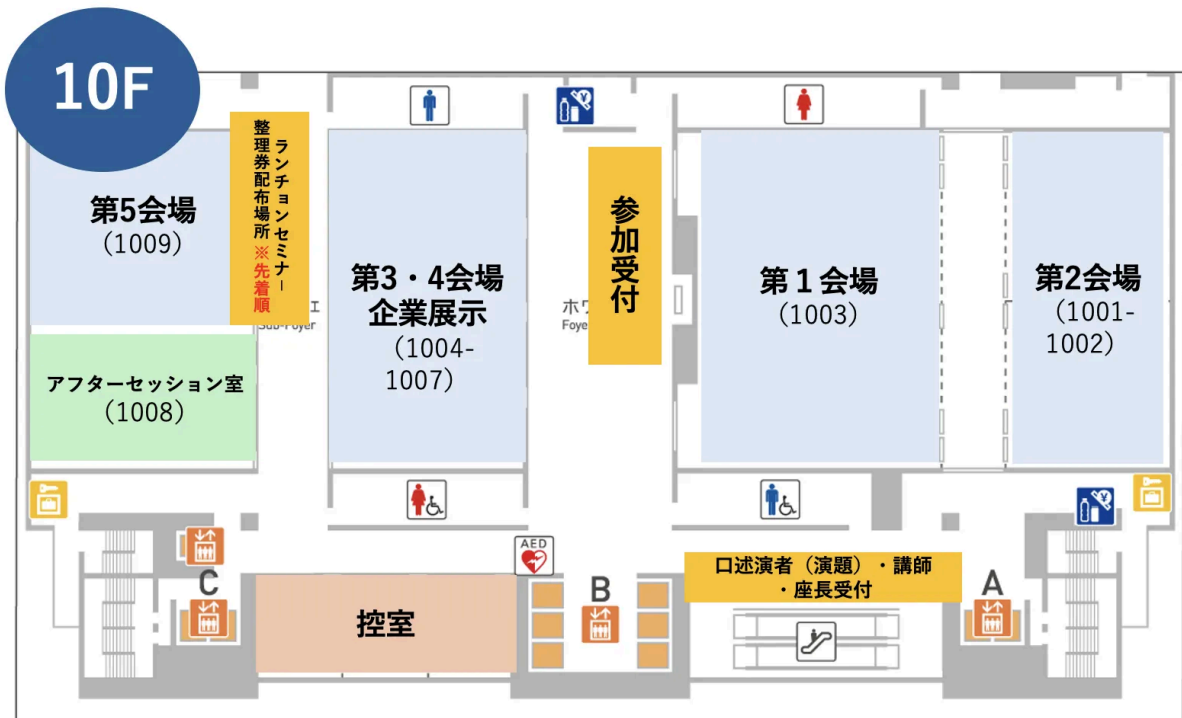 10F
ランチョンセミナー
整理券配布場所 ※先着順
第5会場
（1009）
エ
Sub-Foyer
アフターセッション室
（1008）
第3・4会場
企業展示
（1004-
1007）
参加受付
ホワ
Foye
第１会場
（1003）
第2会場
（1001-
1002）
AED
口述演者（演題）・講師
・座長受付
C
B
A
控室